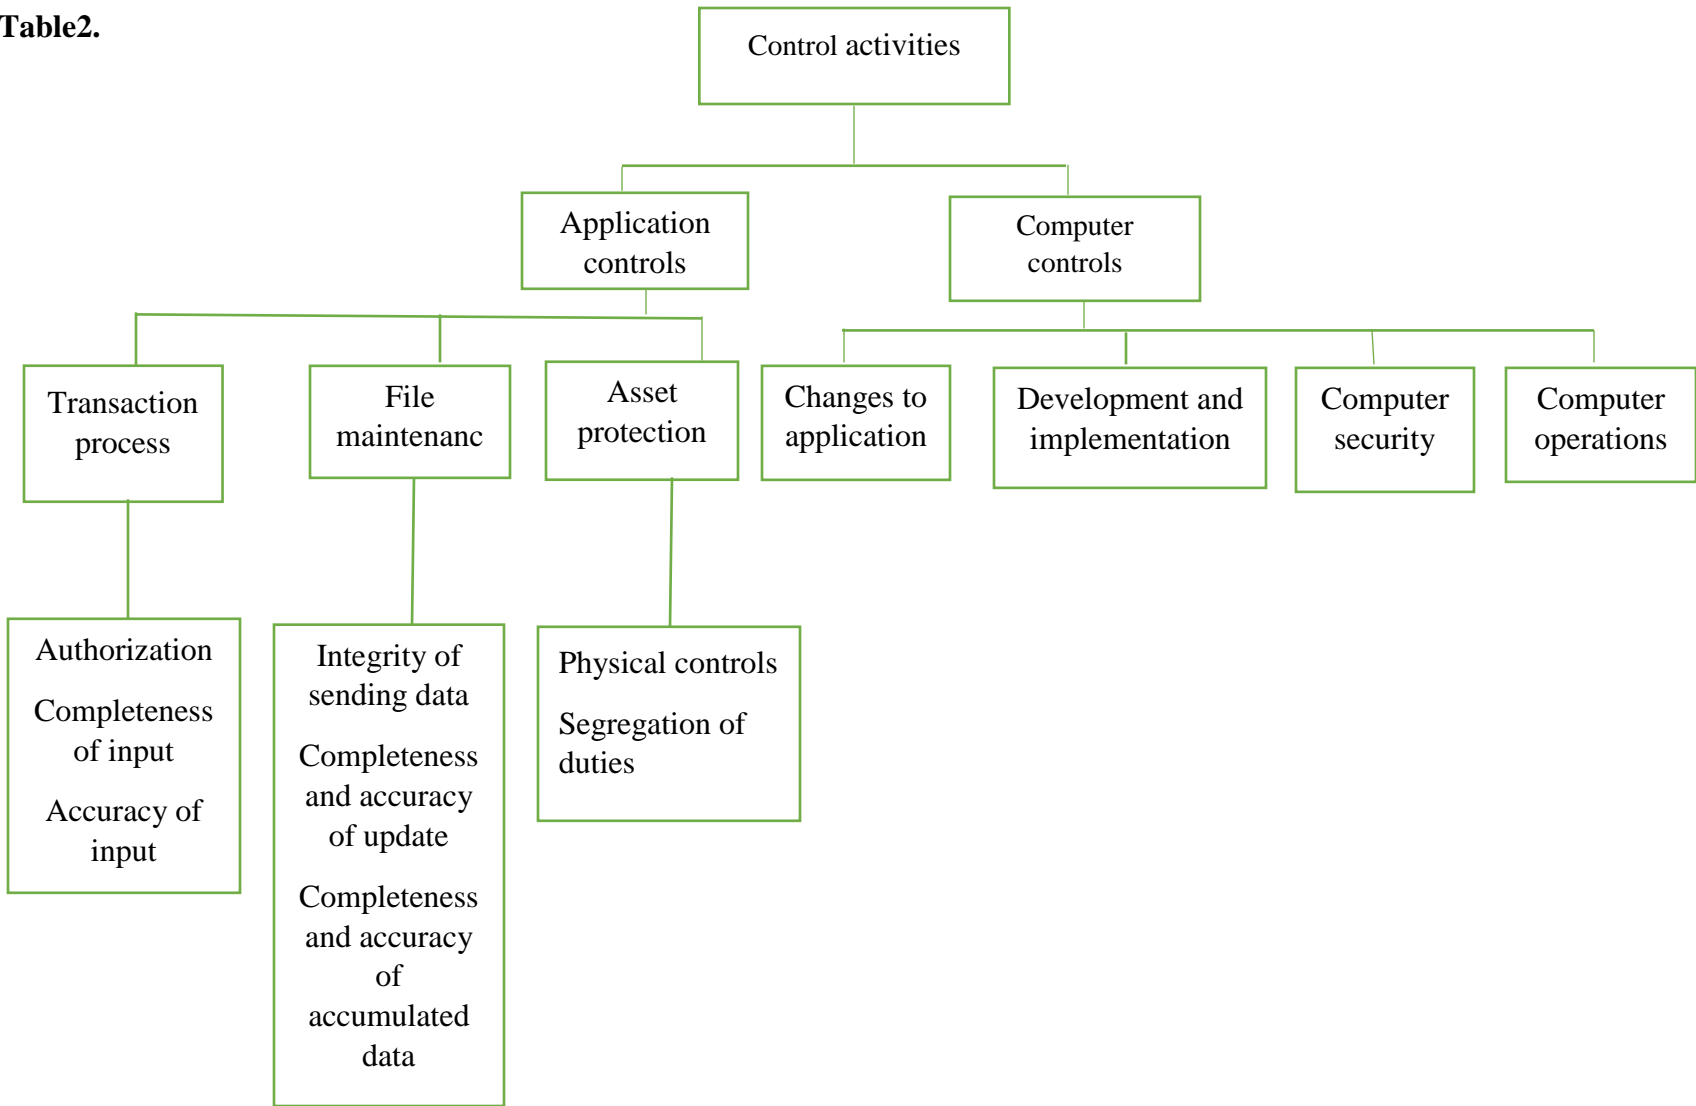 Table2.
Control activities
Application
controls
Computer
controls
Transaction
process
File
maintenanc
Asset
protection
Changes to
application
Development and
implementation
Computer
security
Computer
operations
Authorization
Completeness
of input
Accuracy of
input
Integrity of
sending data
Completeness
and accuracy
of update
Completeness
and accuracy
of
accumulated
data
Physical controls
Segregation of
duties